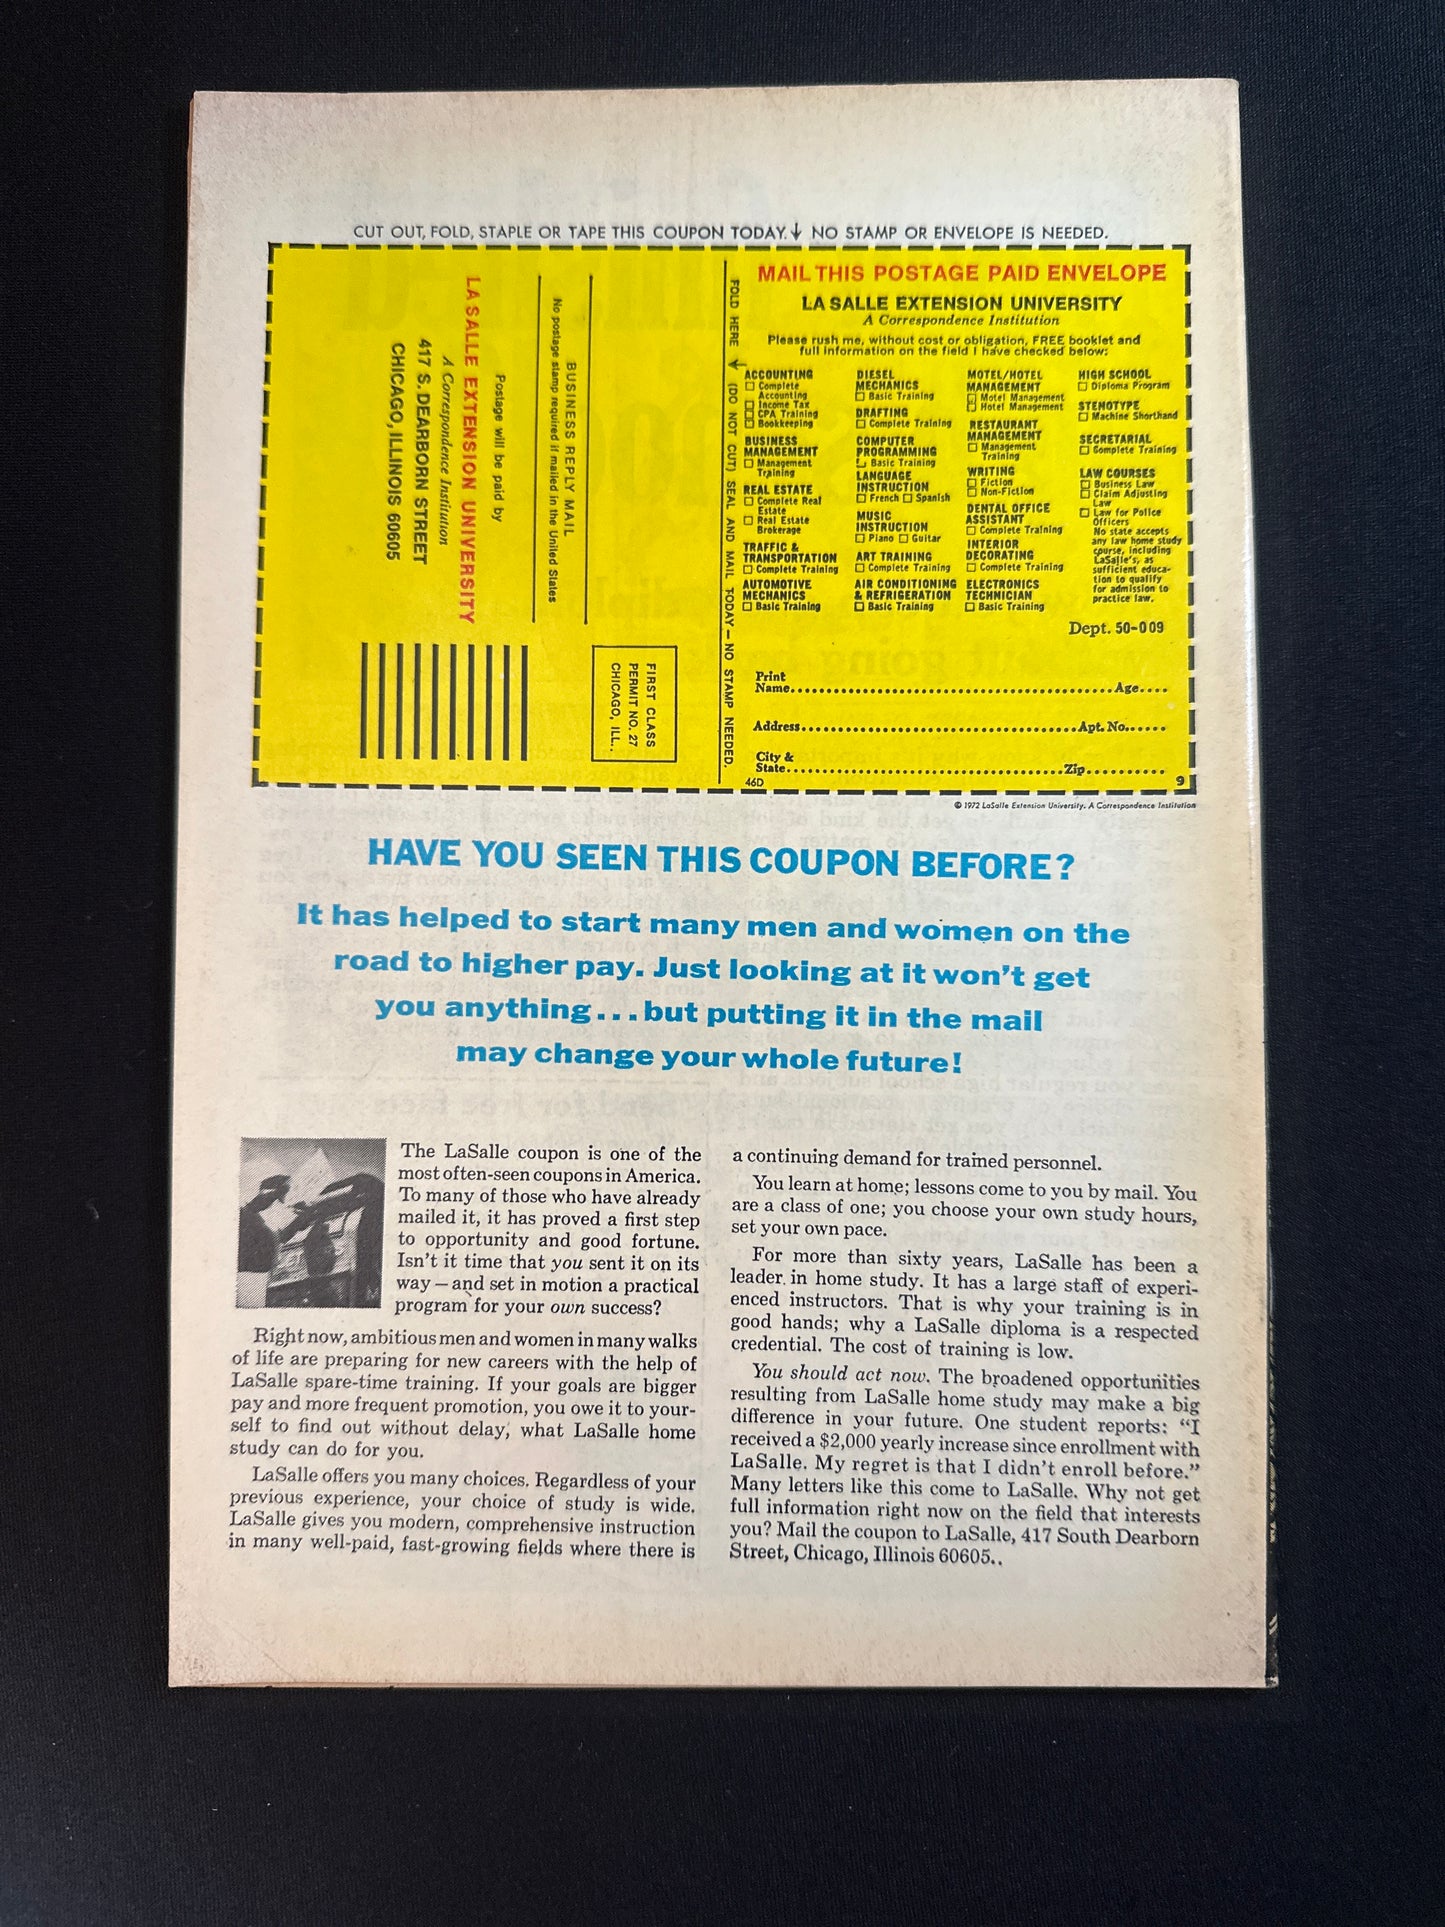 CUT OUT, FOLD, STAPLE OR TAPE THIS COUPON TODAY. ↓ NO STAMP OR ENVELOPE IS NEEDED.
FIRST CLASS
PERMIT NO. 27
CHICAGO, ILL..
BUSINESS REPLY MAIL
No postage stamp required if mailed in the United States
Postage will be paid by
LA SALLE EXTENSION UNIVERSITY
A Correspondence Institution
417 S. DEARBORN STREET
CHICAGO, ILLINOIS 60605
FOLD HERE ↓ (DO NOT CUT) SEAL AND MAIL TODAY — NO STAMP NEEDED.
MAIL THIS POSTAGE PAID ENVELOPE
LA SALLE EXTENSION UNIVERSITY
A Correspondence Institution
Please rush me, without cost or obligation, FREE booklet and
full information on the field I have checked below:
ACCOUNTING
☐ Complete
Accounting
☐ Income Tax
☐ CPA Training
☐ Bookkeeping
BUSINESS
MANAGEMENT
☐ Management
Training
REAL ESTATE
☐ Complete Real
Estate
☐ Real Estate
Brokerage
TRAFFIC &
TRANSPORTATION
☐ Complete Training
AUTOMOTIVE
MECHANICS
☐ Basic Training
DIESEL
MECHANICS
☐ Basic Training
DRAFTING
☐ Complete Training
COMPUTER
PROGRAMMING
☐ Basic Training
LANGUAGE
INSTRUCTION
☐ French ☐ Spanish
MUSIC
INSTRUCTION
☐ Piano ☐ Guitar
ART TRAINING
☐ Complete Training
AIR CONDITIONING
& REFRIGERATION
☐ Basic Training
MOTEL/HOTEL
MANAGEMENT
☐ Motel Management
☐ Hotel Management
RESTAURANT
MANAGEMENT
☐ Management
Training
WRITING
☐ Fiction
☐ Non-Fiction
DENTAL OFFICE
ASSISTANT
☐ Complete Training
INTERIOR
DECORATING
☐ Complete Training
ELECTRONICS
TECHNICIAN
☐ Basic Training
HIGH SCHOOL
☐ Diploma Program
STENOTYPE
☐ Machine Shorthand
SECRETARIAL
☐ Complete Training
LAW COURSES
☐ Business Law
☐ Claim Adjusting
Law
☐ Law for Police
Officers
No state accepts
any law home study
course, including
LaSalle's, as
sufficient educa-
tion to qualify
for admission to
practice law.
Dept. 50-009
Print
Name........Age....
Address........Apt. No......
City &
State........Zip..........
46D 9
© 1972 LaSalle Extension University. A Correspondence Institution
HAVE YOU SEEN THIS COUPON BEFORE?
It has helped to start many men and women on the
road to higher pay. Just looking at it won't get
you anything...but putting it in the mail
may change your whole future!
The LaSalle coupon is one of the
most often-seen coupons in America.
To many of those who have already
mailed it, it has proved a first step
to opportunity and good fortune.
Isn't it time that you sent it on its
way—and set in motion a practical
program for your own success?
Right now, ambitious men and women in many walks
of life are preparing for new careers with the help of
LaSalle spare-time training. If your goals are bigger
pay and more frequent promotion, you owe it to your-
self to find out without delay, what LaSalle home
study can do for you.
LaSalle offers you many choices. Regardless of your
previous experience, your choice of study is wide.
LaSalle gives you modern, comprehensive instruction
in many well-paid, fast-growing fields where there is
a continuing demand for trained personnel.
You learn at home; lessons come to you by mail. You
are a class of one; you choose your own study hours,
set your own pace.
For more than sixty years, LaSalle has been a
leader in home study. It has a large staff of experi-
enced instructors. That is why your training is in
good hands; why a LaSalle diploma is a respected
credential. The cost of training is low.
You should act now. The broadened opportunities
resulting from LaSalle home study may make a big
difference in your future. One student reports: "I
received a $2,000 yearly increase since enrollment with
LaSalle. My regret is that I didn't enroll before."
Many letters like this come to LaSalle. Why not get
full information right now on the field that interests
you? Mail the coupon to LaSalle, 417 South Dearborn
Street, Chicago, Illinois 60605..